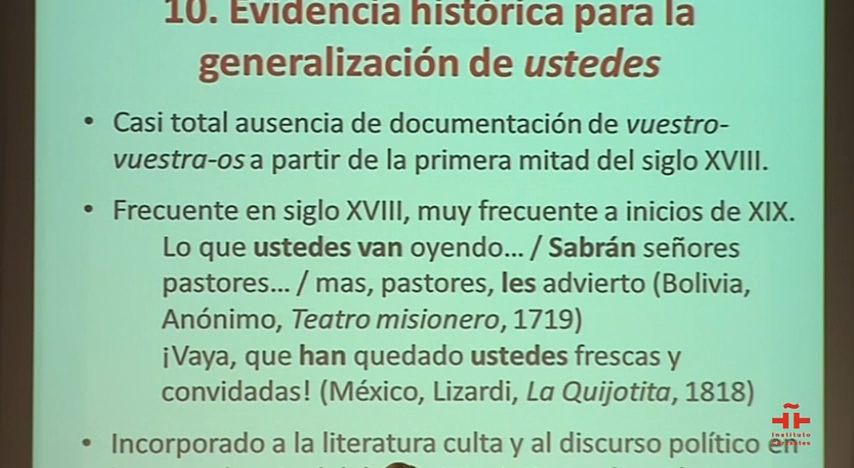 10. Evidencia histórica para la
generalización de ustedes
• Casi total ausencia de documentación de vuestro-
vuestra-os a partir de la primera mitad del siglo XVIII.
• Frecuente en siglo XVIII, muy frecuente a inicios de XIX.
Lo que ustedes van oyendo... / Sabrán señores
pastores... / mas, pastores, les advierto (Bolivia,
Anónimo, Teatro misionero, 1719)
¡Vaya, que han quedado ustedes frescas y
convidadas! (México, Lizardi, La Quijotita, 1818)
• Incorporado a la literatura culta y al discurso político en
Instituto
Cervantes